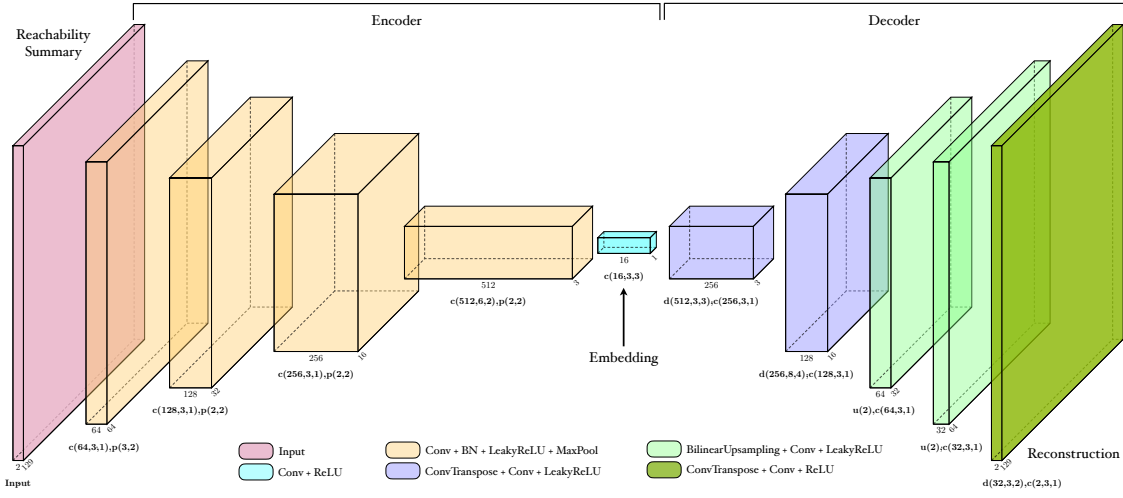 Encoder
Decoder
Reachability
Summary
2
129
Input
64
64
c(64,3,1),p(3,2)
128
32
c(128,3,1),p(2,2)
256
16
c(256,3,1),p(2,2)
512
3
c(512,6,2),p(2,2)
16
1
c(16,3,3)
Embedding
256
3
d(512,3,3);c(256,3,1)
128
16
d(256,8,4);c(128,3,1)
64
32
u(2),c(64,3,1)
32
64
u(2);c(32,3,1)
2
129
d(32,3,2),c(2,3,1)
Reconstruction
Input
Conv + BN + LeakyReLU + MaxPool
BilinearUpsampling + Conv + LeakyReLU
Conv + ReLU
ConvTranspose + Conv + LeakyReLU
ConvTranspose + Conv + ReLU